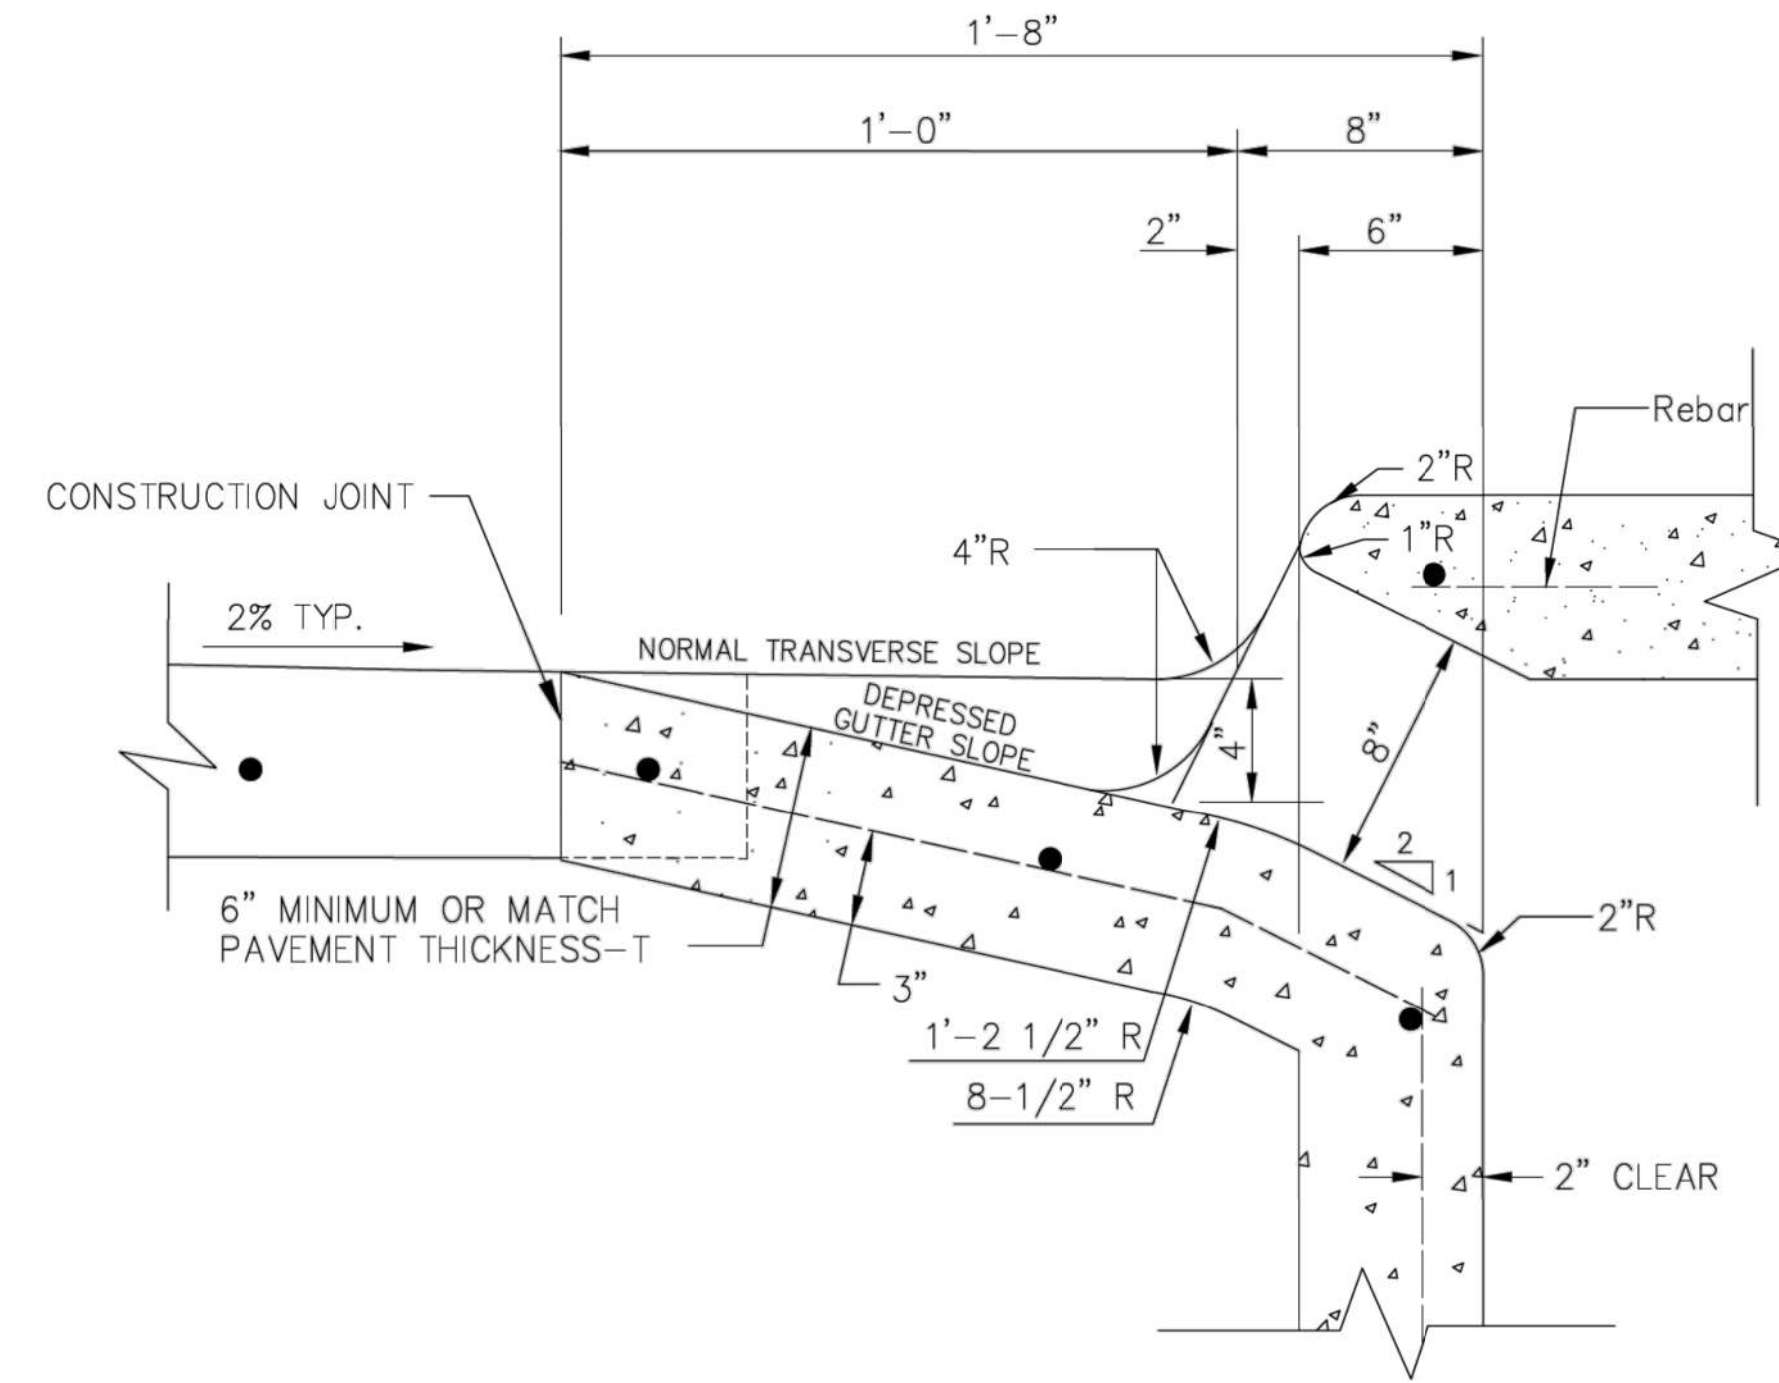 1’–8”
1’–0”
8”
2”
6”
Rebar
2”R
CONSTRUCTION JOINT
1”R
4”R
2% TYP.
NORMAL TRANSVERSE SLOPE
DEPRESSED
GUTTER SLOPE
4”
8”
2
1
6” MINIMUM OR MATCH
PAVEMENT THICKNESS–T
2”R
3”
1’–2 1/2” R
8–1/2” R
2” CLEAR